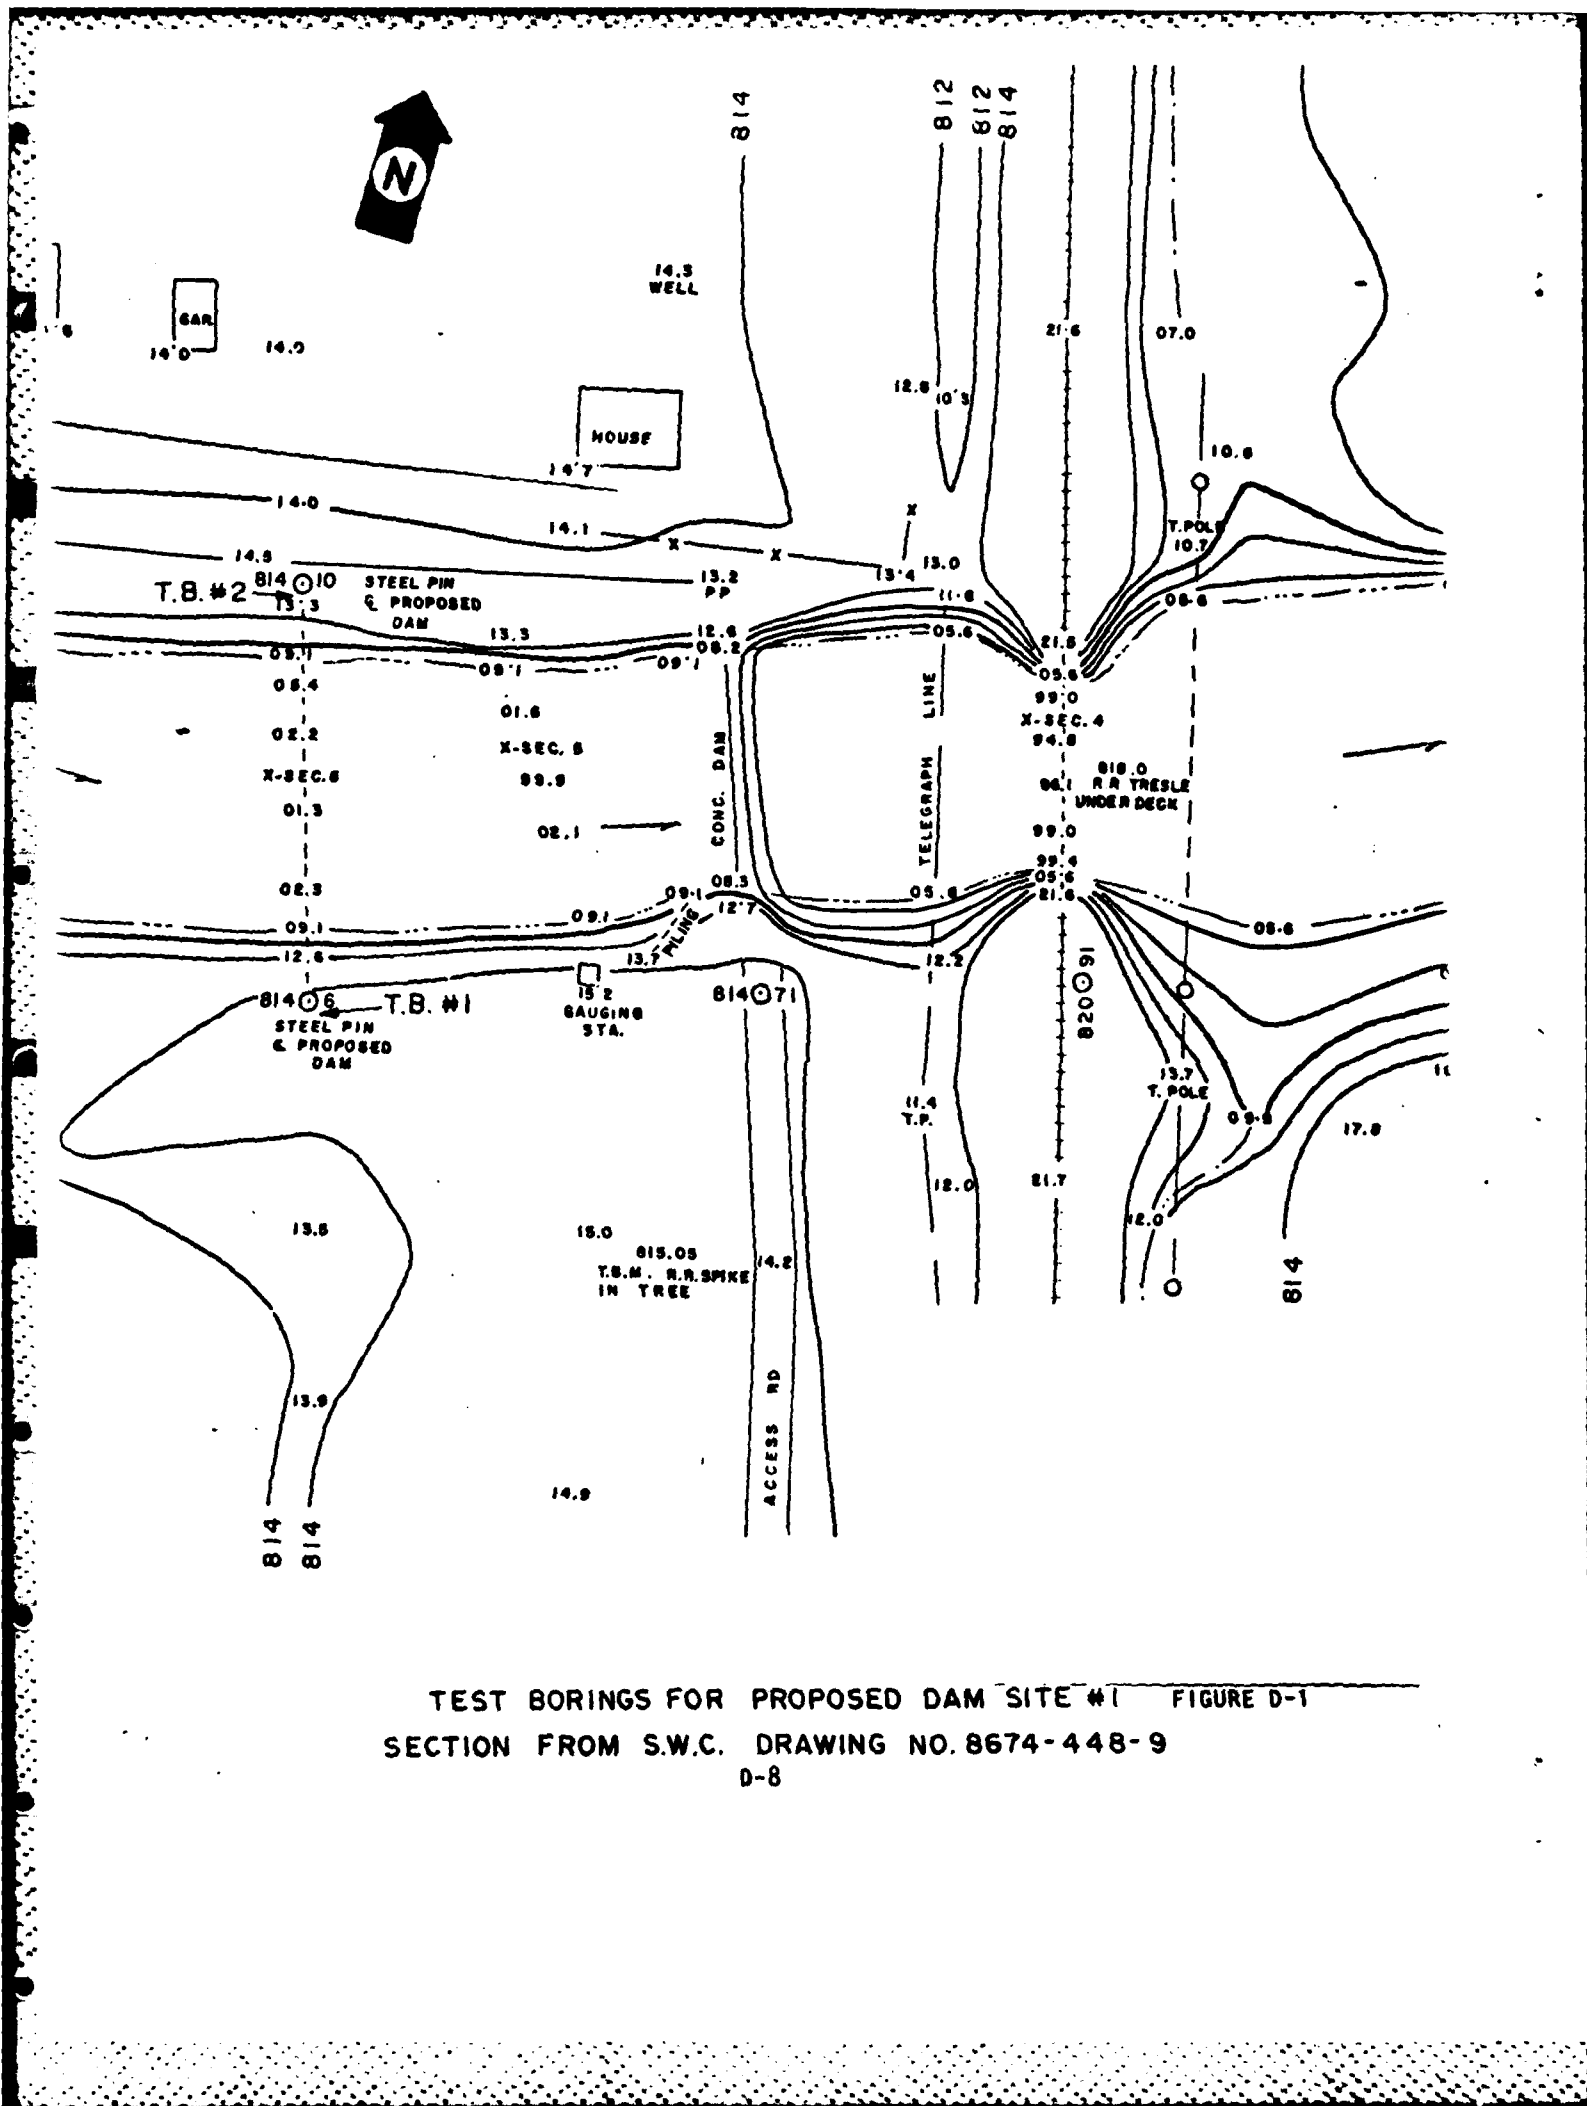 814
812
812
814
N
14.3
WELL
GAR.
14.0
14.0
21.6
07.0
12.6
10.3
HOUSE
14.7
10.6
14.0
14.1
X
X
X
T. POLE
10.7
14.5
13.2
P P
13.4
13.0
T.B. #2
814
10
13.3
STEEL PIN
℄ PROPOSED
DAM
11.6
06.6
13.3
12.6
08.2
05.6
21.6
09.1
09.1
09.1
05.6
99.0
X-SEC. 4
94.8
01.6
02.2
X-SEC. 6
99.9
01.3
02.1
CONC. DAM
TELEGRAPH LINE
818.0
R R TRESLE
UNDER DECK
96.1
99.0
99.4
05.6
21.6
02.3
09.1
09.1
09.1
08.3
12.7
05.6
05.6
12.6
13.7
PILING
12.2
814
6
T.B. #1
STEEL PIN
℄ PROPOSED
DAM
15.2
GAUGING
STA.
814
71
820
91
13.7
T. POLE
11.4
T.P.
17.8
12.0
21.7
12.0
13.5
15.0
815.05
T.B.M. R.R. SPIKE
IN TREE
14.2
814
13.9
ACCESS RD
14.9
814
814
TEST BORINGS FOR PROPOSED DAM SITE #1 FIGURE D-1
SECTION FROM S.W.C. DRAWING NO. 8674-448-9
D-8